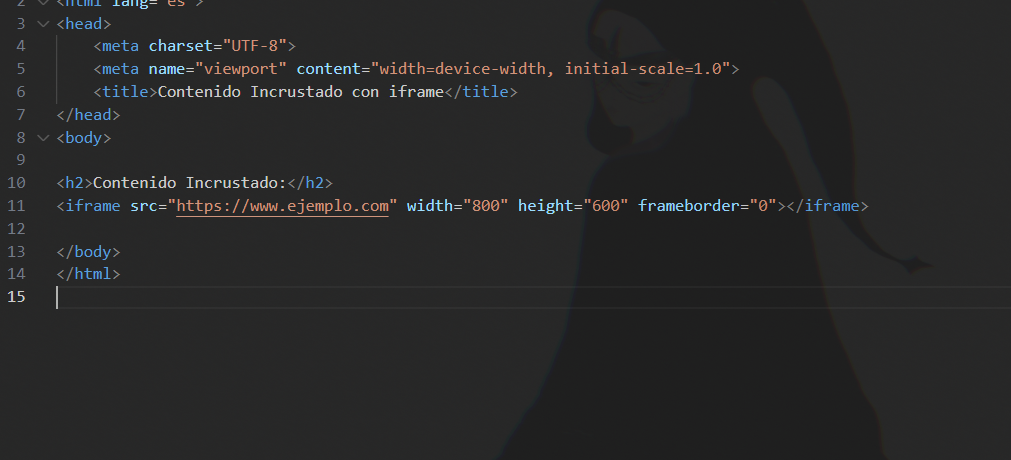 2 <html lang="es">
3 <head>
4 <meta charset="UTF-8">
5 <meta name="viewport" content="width=device-width, initial-scale=1.0">
6 <title>Contenido Incrustado con iframe</title>
7 </head>
8 <body>
9
10 <h2>Contenido Incrustado:</h2>
11 <iframe src="https://www.ejemplo.com" width="800" height="600" frameborder="0"></iframe>
12
13 </body>
14 </html>
15